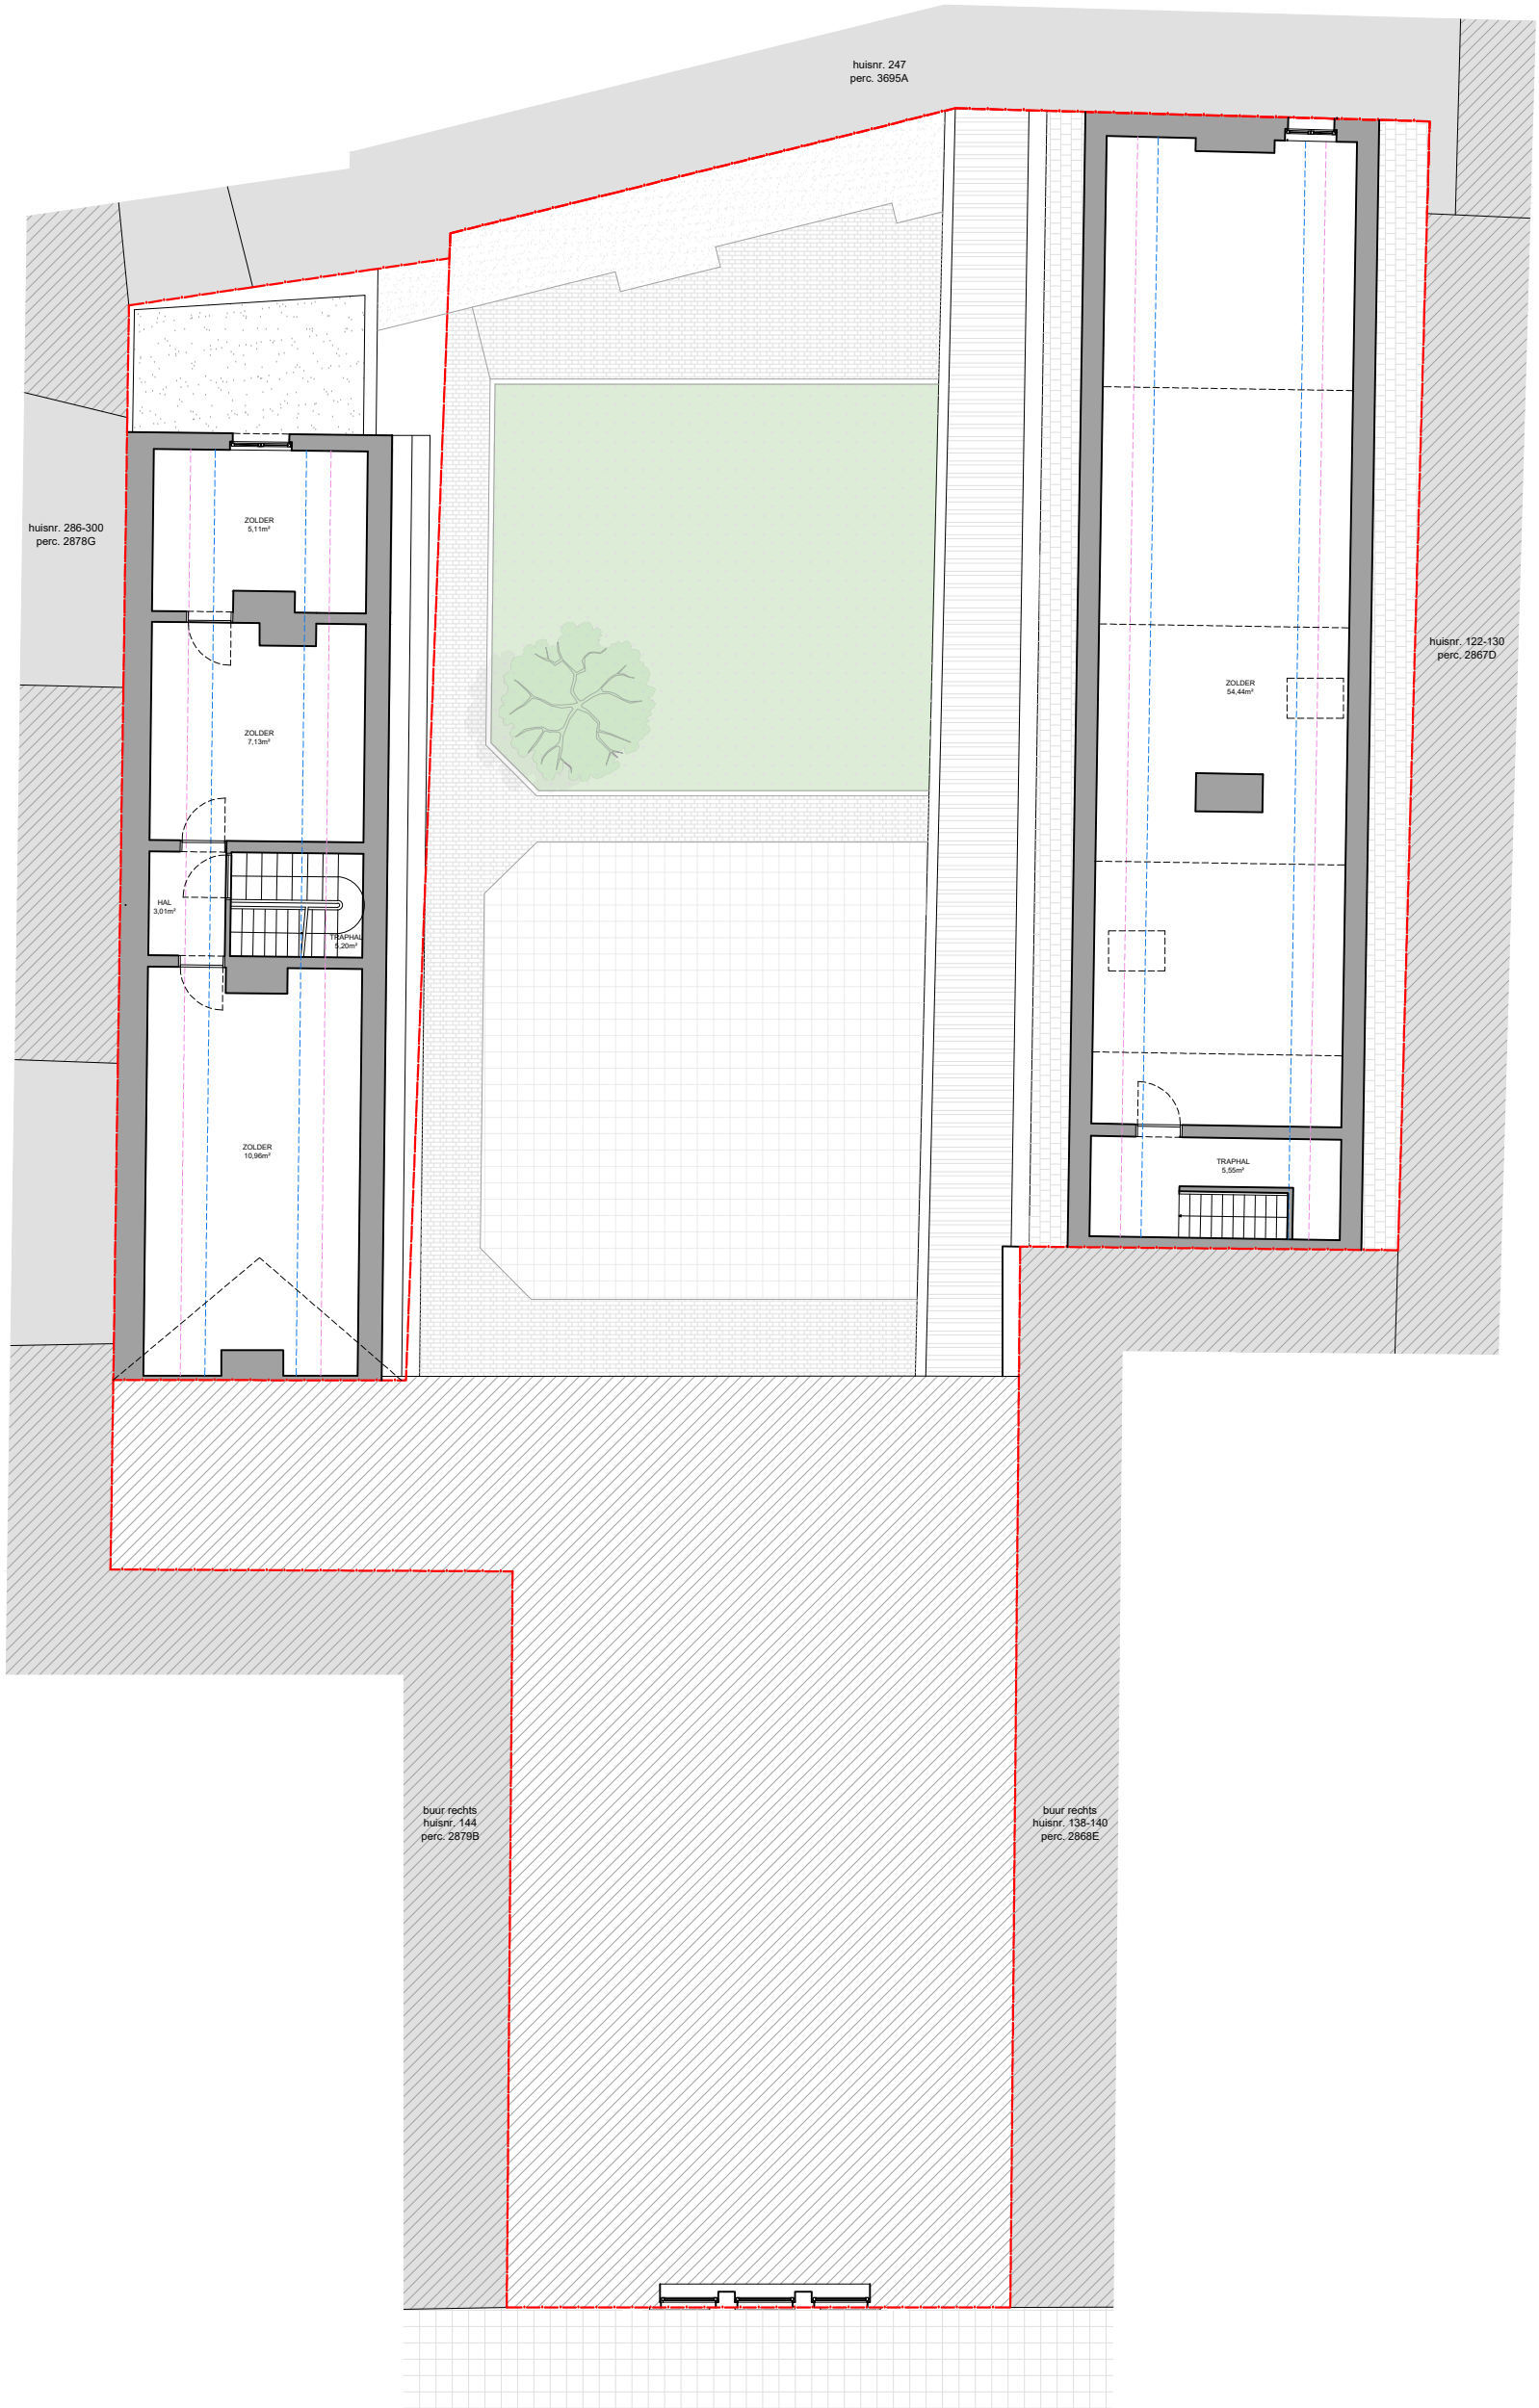 huisnr. 247
perc. 3695A
huisnr. 286-300
perc. 2878G
ZOLDER
5,11m²
ZOLDER
7,13m²
HAL
3,01m²
TRAPHAL
5,20m²
ZOLDER
10,96m²
huisnr. 122-130
perc. 2867D
ZOLDER
54,44m²
TRAPHAL
5,55m²
buur rechts
huisnr. 144
perc. 2879B
buur rechts
huisnr. 138-140
perc. 2868E